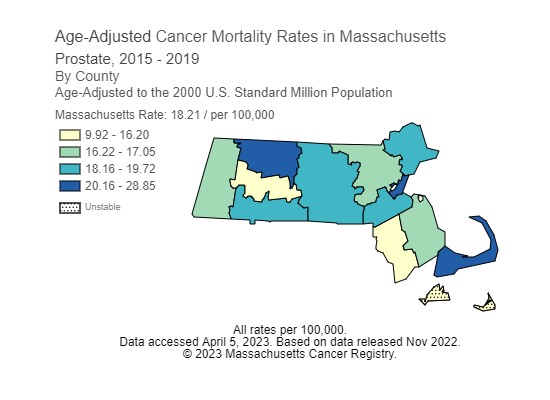 Age-Adjusted Cancer Mortality Rates in Massachusetts
Prostate, 2015 - 2019
By County
Age-Adjusted to the 2000 U.S. Standard Million Population
Massachusetts Rate: 18.21 / per 100,000
9.92 - 16.20
16.22 - 17.05
18.16 - 19.72
20.16 - 28.85
Unstable
All rates per 100,000.
Data accessed April 5, 2023. Based on data released Nov 2022.
© 2023 Massachusetts Cancer Registry.